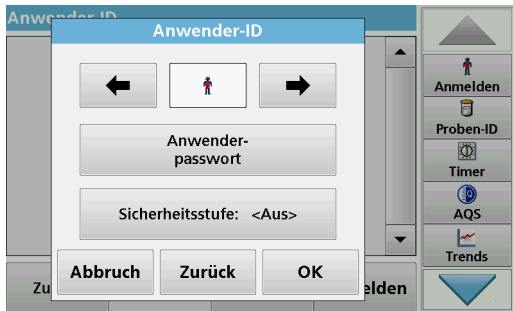 Anwender-ID
Anwender-ID
Anwender-
passwort
Sicherheitsstufe: <Aus>
Abbruch
Zurück
OK
Zu
elden
Anmelden
Proben-ID
Timer
AQS
Trends